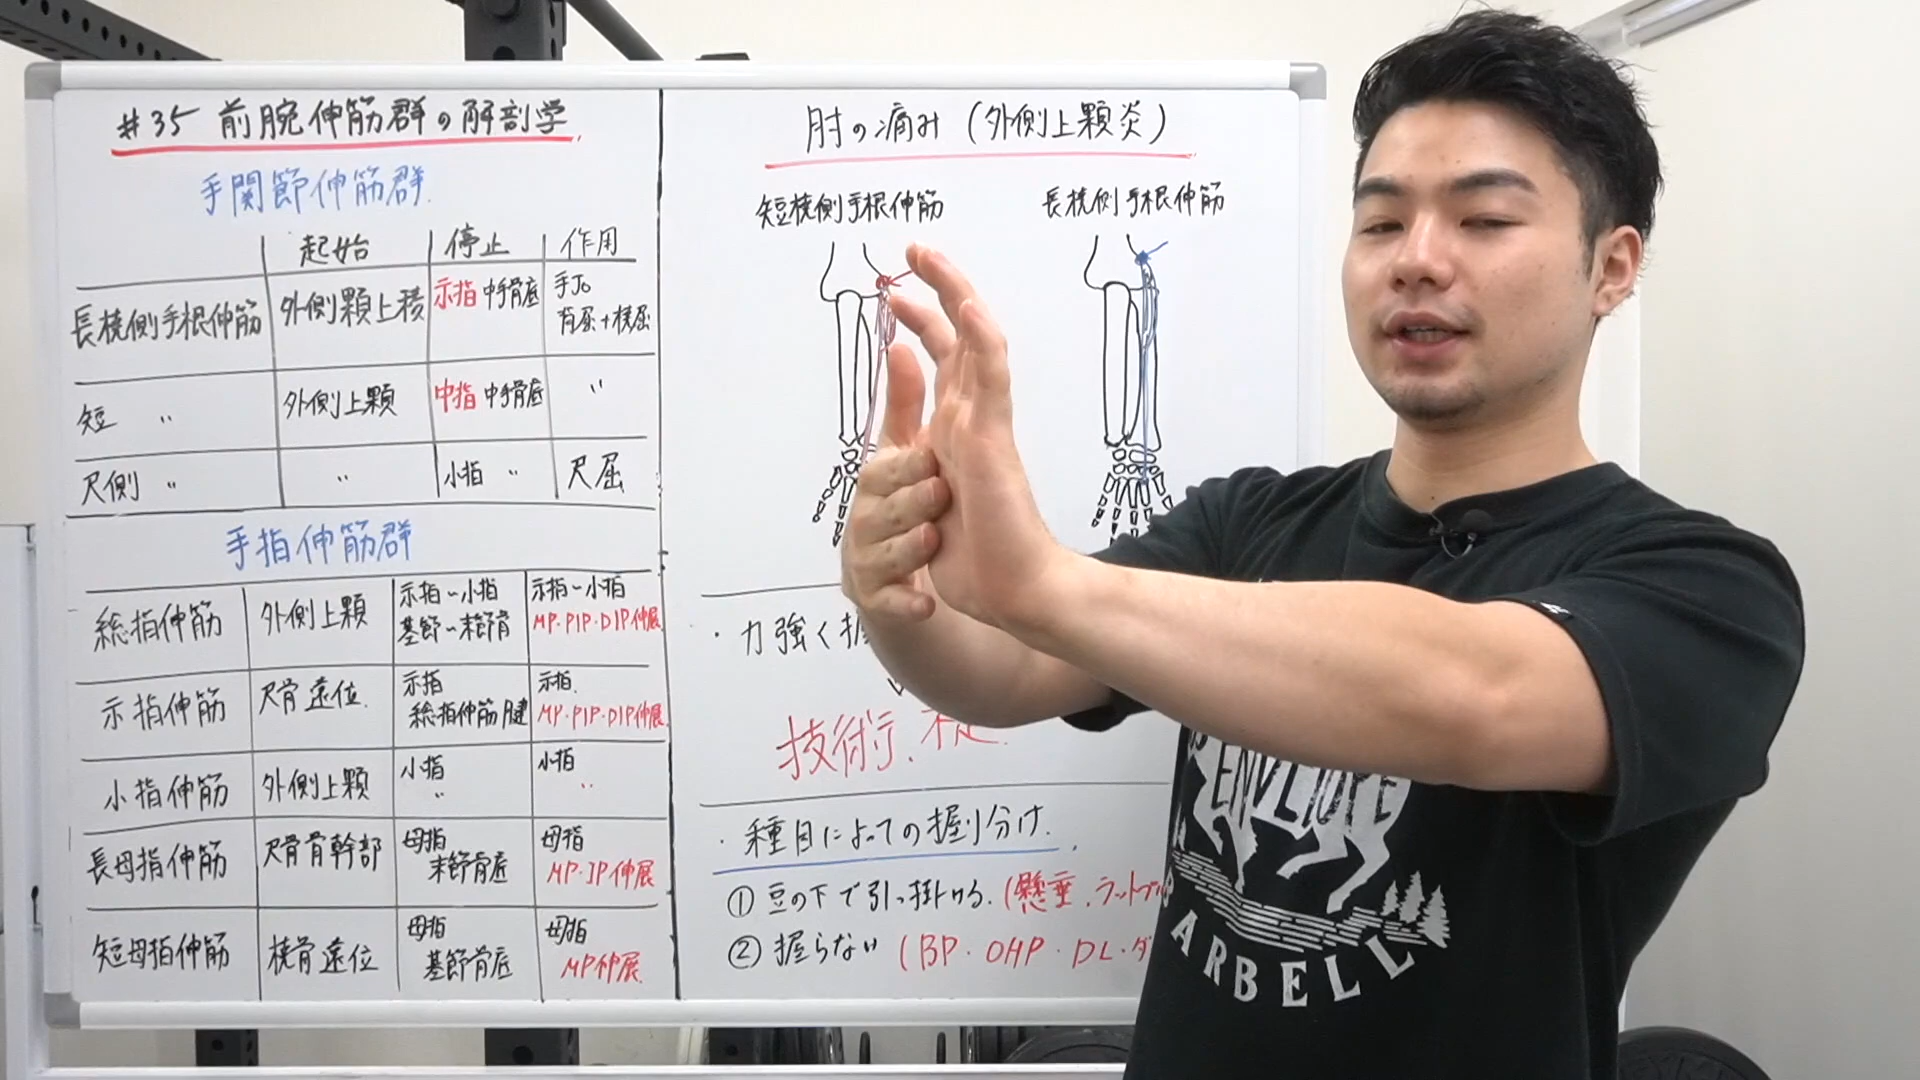 #35 前腕伸筋群の解剖学
手関節伸筋群
起始 停止 作用
長橈側手根伸筋 外側顆上稜 示指 中手骨底 手Jo 背屈+橈屈
短 〃 外側上顆 中指 中手骨底 〃
尺側 〃 〃 小指 〃 尺屈
手指伸筋群
総指伸筋 外側上顆 示指~小指 基節~末節骨 示指~小指 MP・PIP・DIP伸展
示指伸筋 尺骨遠位 示指 総指伸筋腱 示指 MP・PIP・DIP伸展
小指伸筋 外側上顆 小指 〃 小指 〃
長母指伸筋 尺骨骨幹部 母指 末節骨底 母指 MP・IP伸展
短母指伸筋 橈骨遠位 母指 基節骨底 母指 MP伸展
肘の痛み(外側上顆炎)
短橈側手根伸筋 長橈側手根伸筋
・力強く握
技術不足
・種目によっての握り分け.
① 豆の下で引っ掛ける.(懸垂.ラットプル
② 握らない (BP・OHP・DL・ダ
ENVELOPE
BARBELL